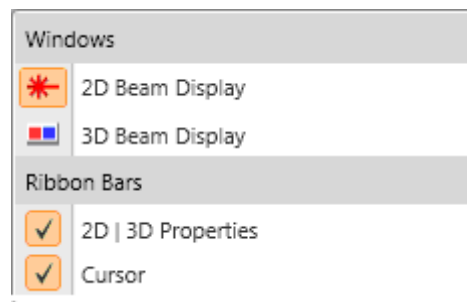 Windows
2D Beam Display
3D Beam Display
Ribbon Bars
2D | 3D Properties
Cursor